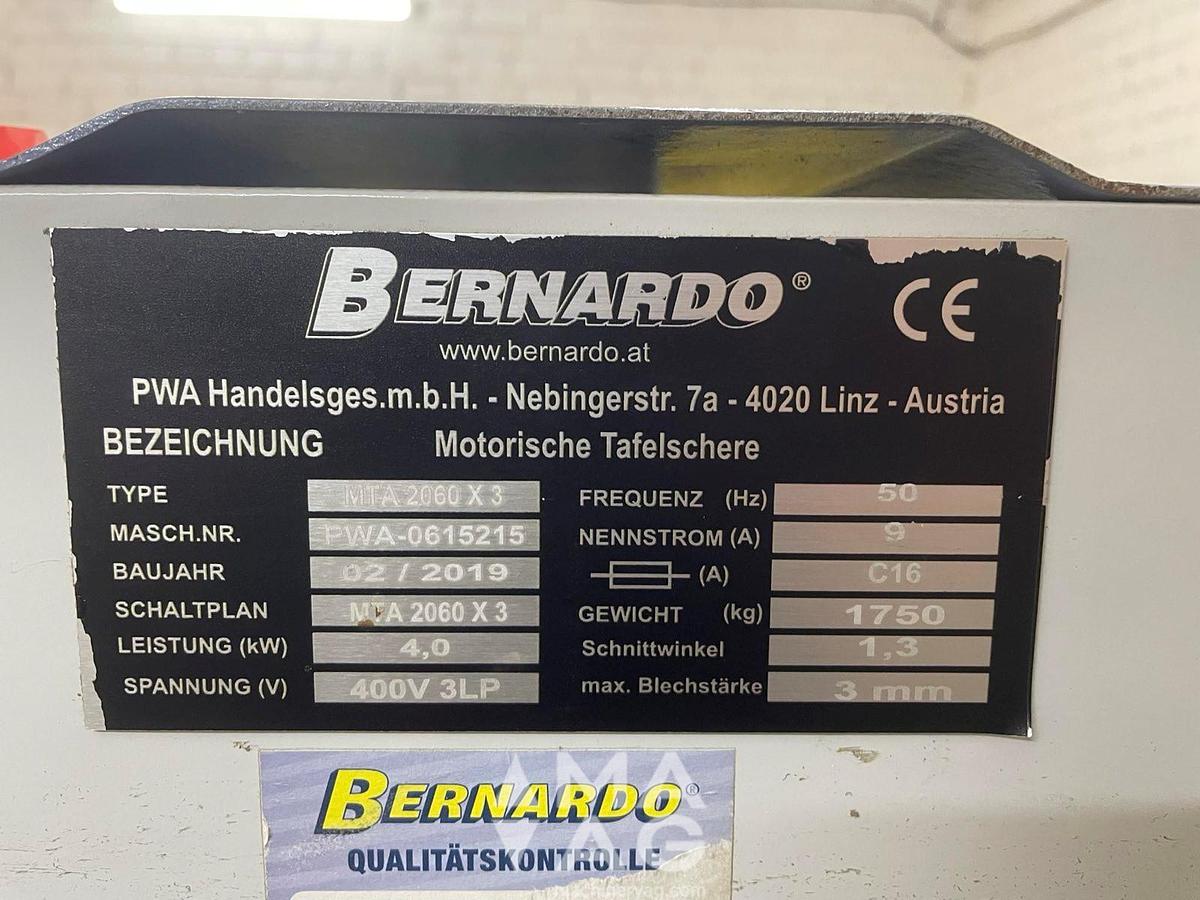 BERNARDO®
CE
www.bernardo.at
PWA Handelsges.m.b.H. - Nebingerstr. 7a - 4020 Linz - Austria
BEZEICHNUNG Motorische Tafelschere
TYPE MTA 2060 X 3 FREQUENZ (Hz) 50
MASCH.NR. PWA-0615215 NENNSTROM (A) 9
BAUJAHR 02 / 2019 (A) C16
SCHALTPLAN MTA 2060 X 3 GEWICHT (kg) 1750
LEISTUNG (kW) 4,0 Schnittwinkel 1,3
SPANNUNG (V) 400V 3LP max. Blechstärke 3 mm
BERNARDO®
QUALITÄTSKONTROLLE
MA
AG